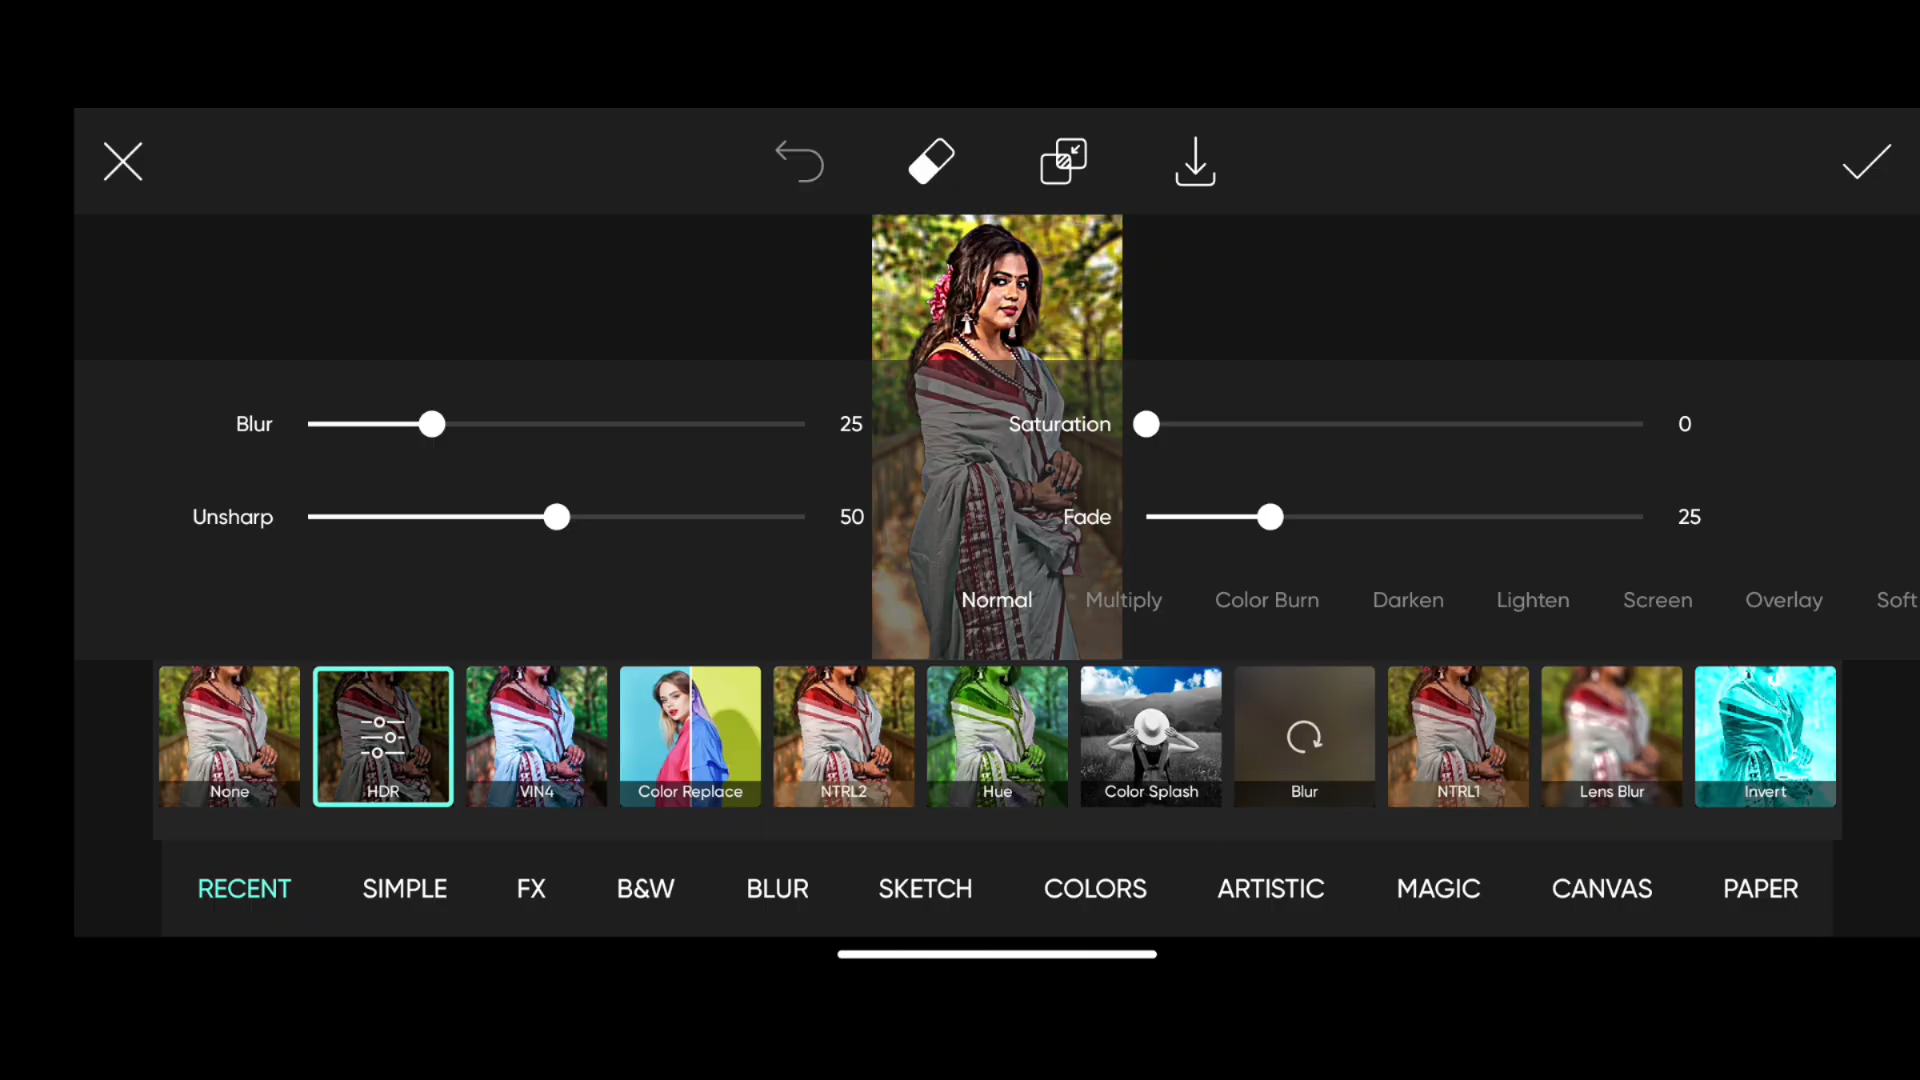 Blur 25 Saturation 0
Unsharp 50 Fade 25
Normal Multiply Color Burn Darken Lighten Screen Overlay Soft
None HDR VIN4 Color Replace NTRL2 Hue Color Splash Blur NTRL1 Lens Blur Invert
RECENT SIMPLE FX B&W BLUR SKETCH COLORS ARTISTIC MAGIC CANVAS PAPER